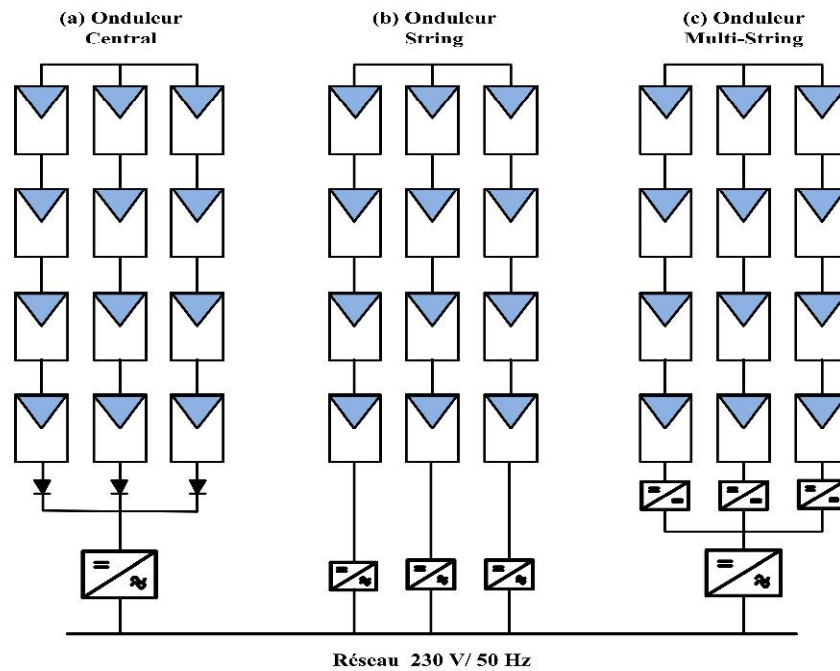 (a) Onduleur
Central
(b) Onduleur
String
(c) Onduleur
Multi-String
Réseau 230 V/ 50 Hz